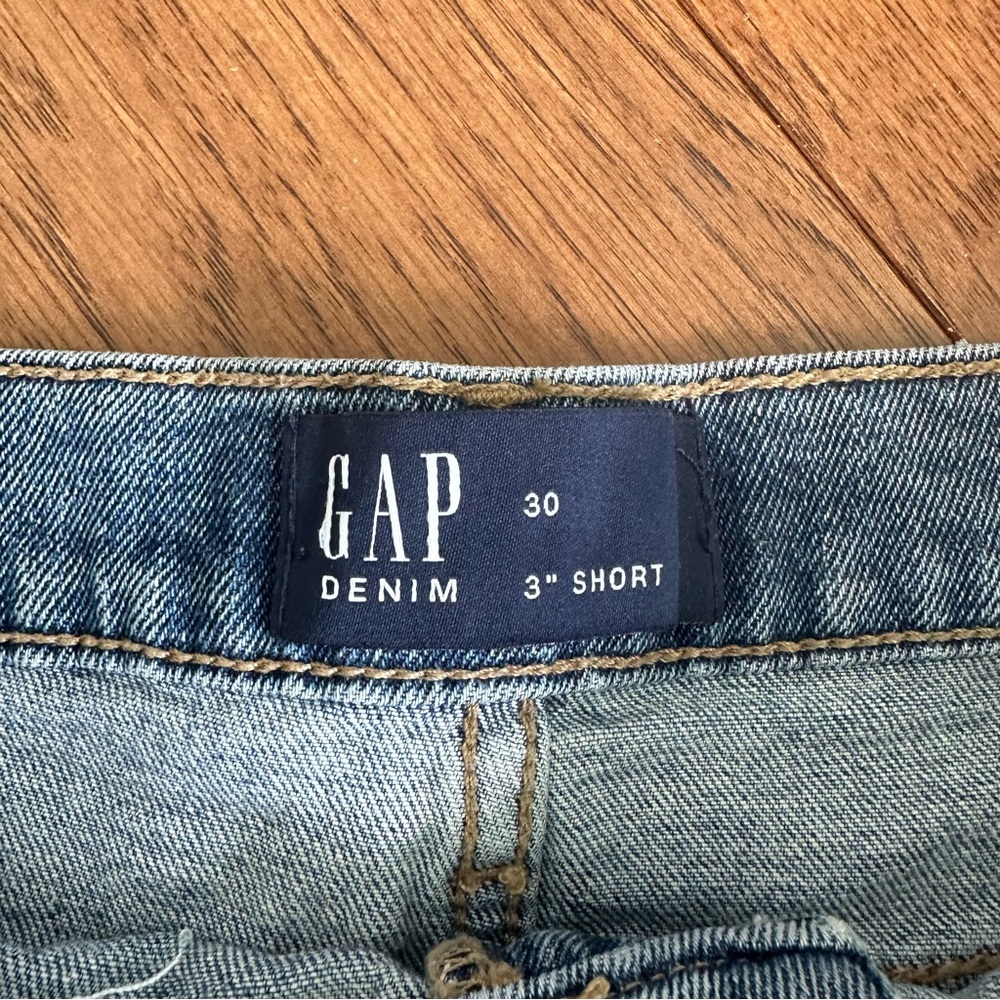 GAP
DENIM
30
3" SHORT